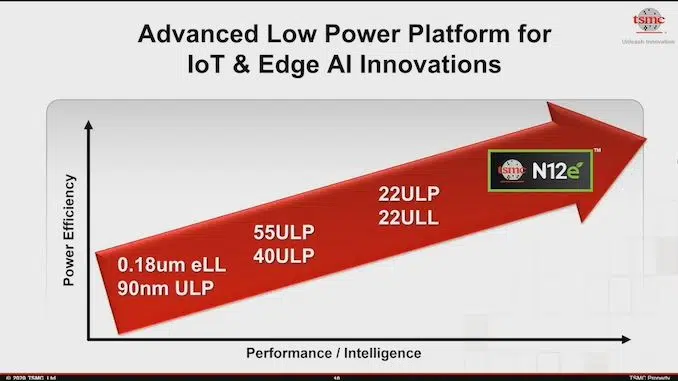 Advanced Low Power Platform for
IoT & Edge AI Innovations
tsmc
Unleash Innovation
Power Efficiency
0.18um eLL
90nm ULP
55ULP
40ULP
22ULP
22ULL
tsmc N12e™
Performance / Intelligence
© 2020 TSMC, Ltd
10
TSMC Property